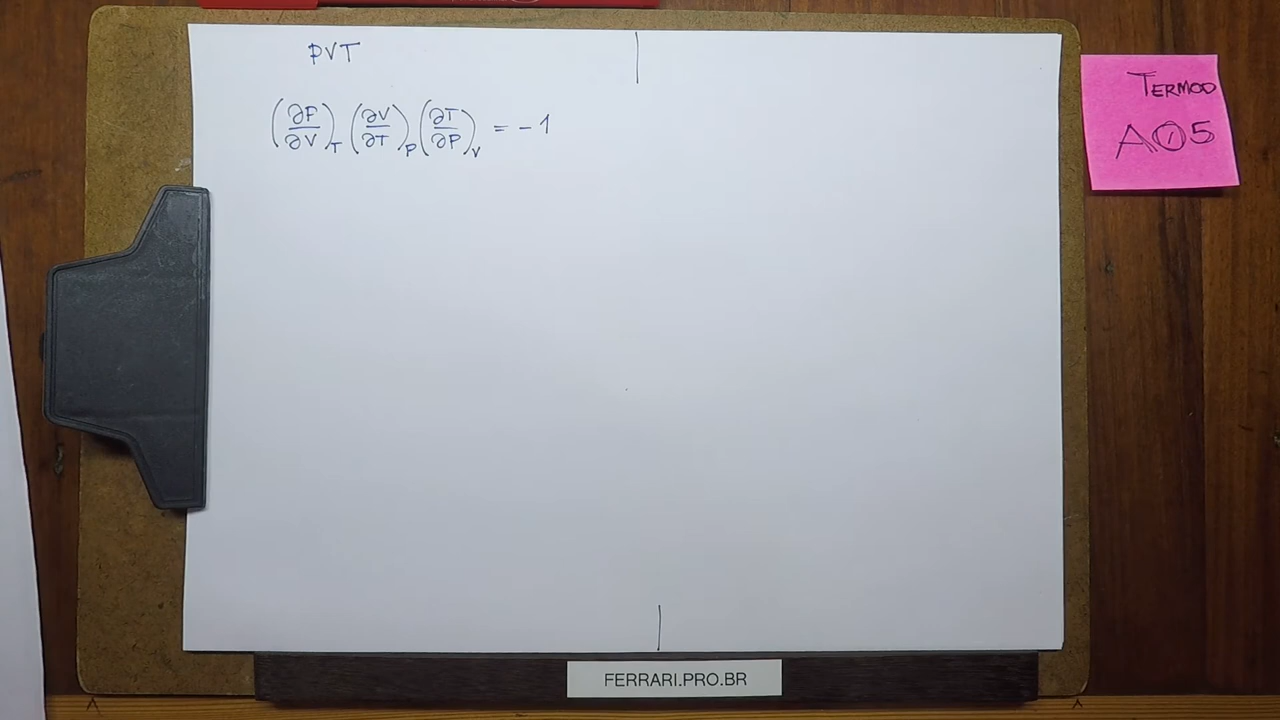 PVT
(∂P/∂V)_T (∂V/∂T)_P (∂T/∂P)_V = -1
TERMOD
A05
FERRARI.PRO.BR